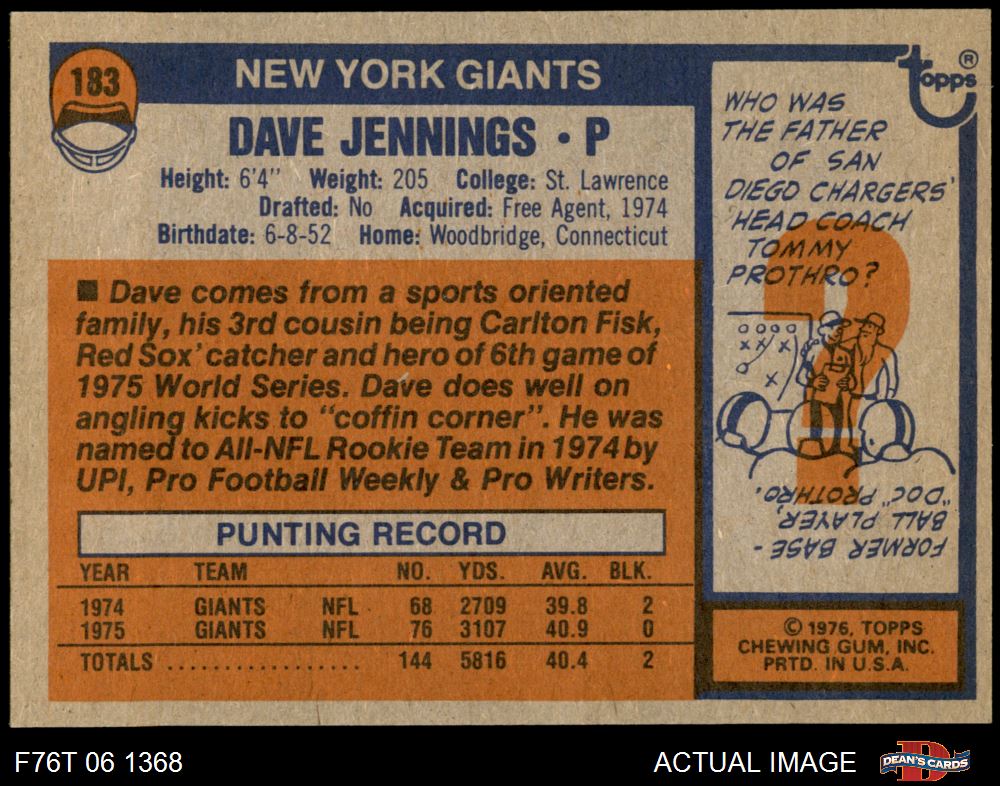 183
NEW YORK GIANTS
DAVE JENNINGS • P
Height: 6'4" Weight: 205 College: St. Lawrence
Drafted: No Acquired: Free Agent, 1974
Birthdate: 6-8-52 Home: Woodbridge, Connecticut
■ Dave comes from a sports oriented
family, his 3rd cousin being Carlton Fisk,
Red Sox' catcher and hero of 6th game of
1975 World Series. Dave does well on
angling kicks to "coffin corner". He was
named to All-NFL Rookie Team in 1974 by
UPI, Pro Football Weekly & Pro Writers.
PUNTING RECORD
YEAR TEAM NO. YDS. AVG. BLK.
1974 GIANTS NFL 68 2709 39.8 2
1975 GIANTS NFL 76 3107 40.9 0
TOTALS .................. 144 5816 40.4 2
topps®
WHO WAS
THE FATHER
OF SAN
DIEGO CHARGERS'
HEAD COACH
TOMMY
PROTHRO?
?
FORMER BASE-
BALL PLAYER,
"DOC" PROTHRO.
© 1976, TOPPS
CHEWING GUM, INC.
PRTD. IN U.S.A.
F76T 06 1368
ACTUAL IMAGE
D
DEAN'S CARDS